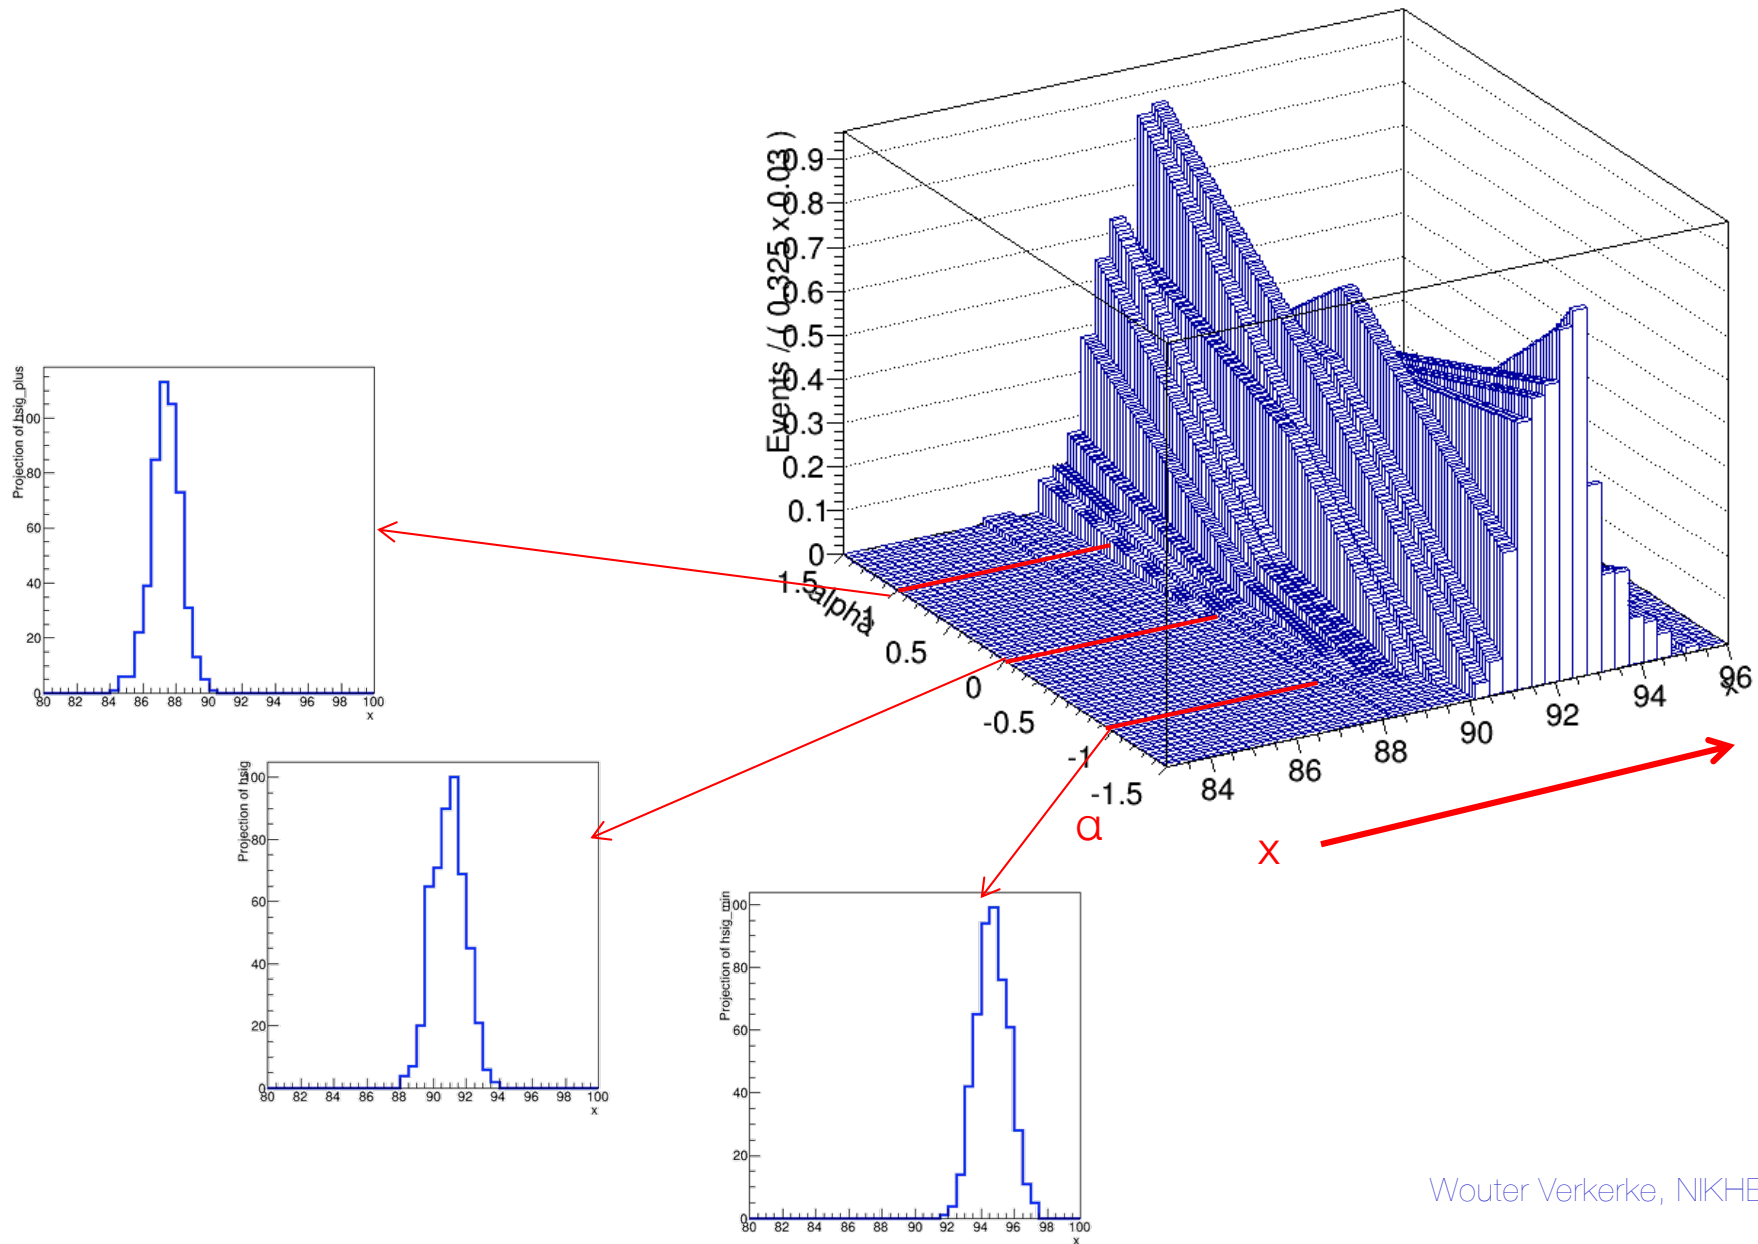 Events / ( 0.325 x 0.03 )
0.9
0.8
0.7
0.6
0.5
0.4
0.3
0.2
0.1
0
1.5
alpha
1
0.5
0
-0.5
-1
-1.5
84
86
88
90
92
94
96
x
α
x
Projection of hsig_plus
100
80
60
40
20
0
80 82 84 86 88 90 92 94 96 98 100
x
Projection of hsig
100
80
60
40
20
0
80 82 84 86 88 90 92 94 96 98 100
x
Projection of hsig_min
100
80
60
40
20
0
80 82 84 86 88 90 92 94 96 98 100
x
Wouter Verkerke, NIKHE